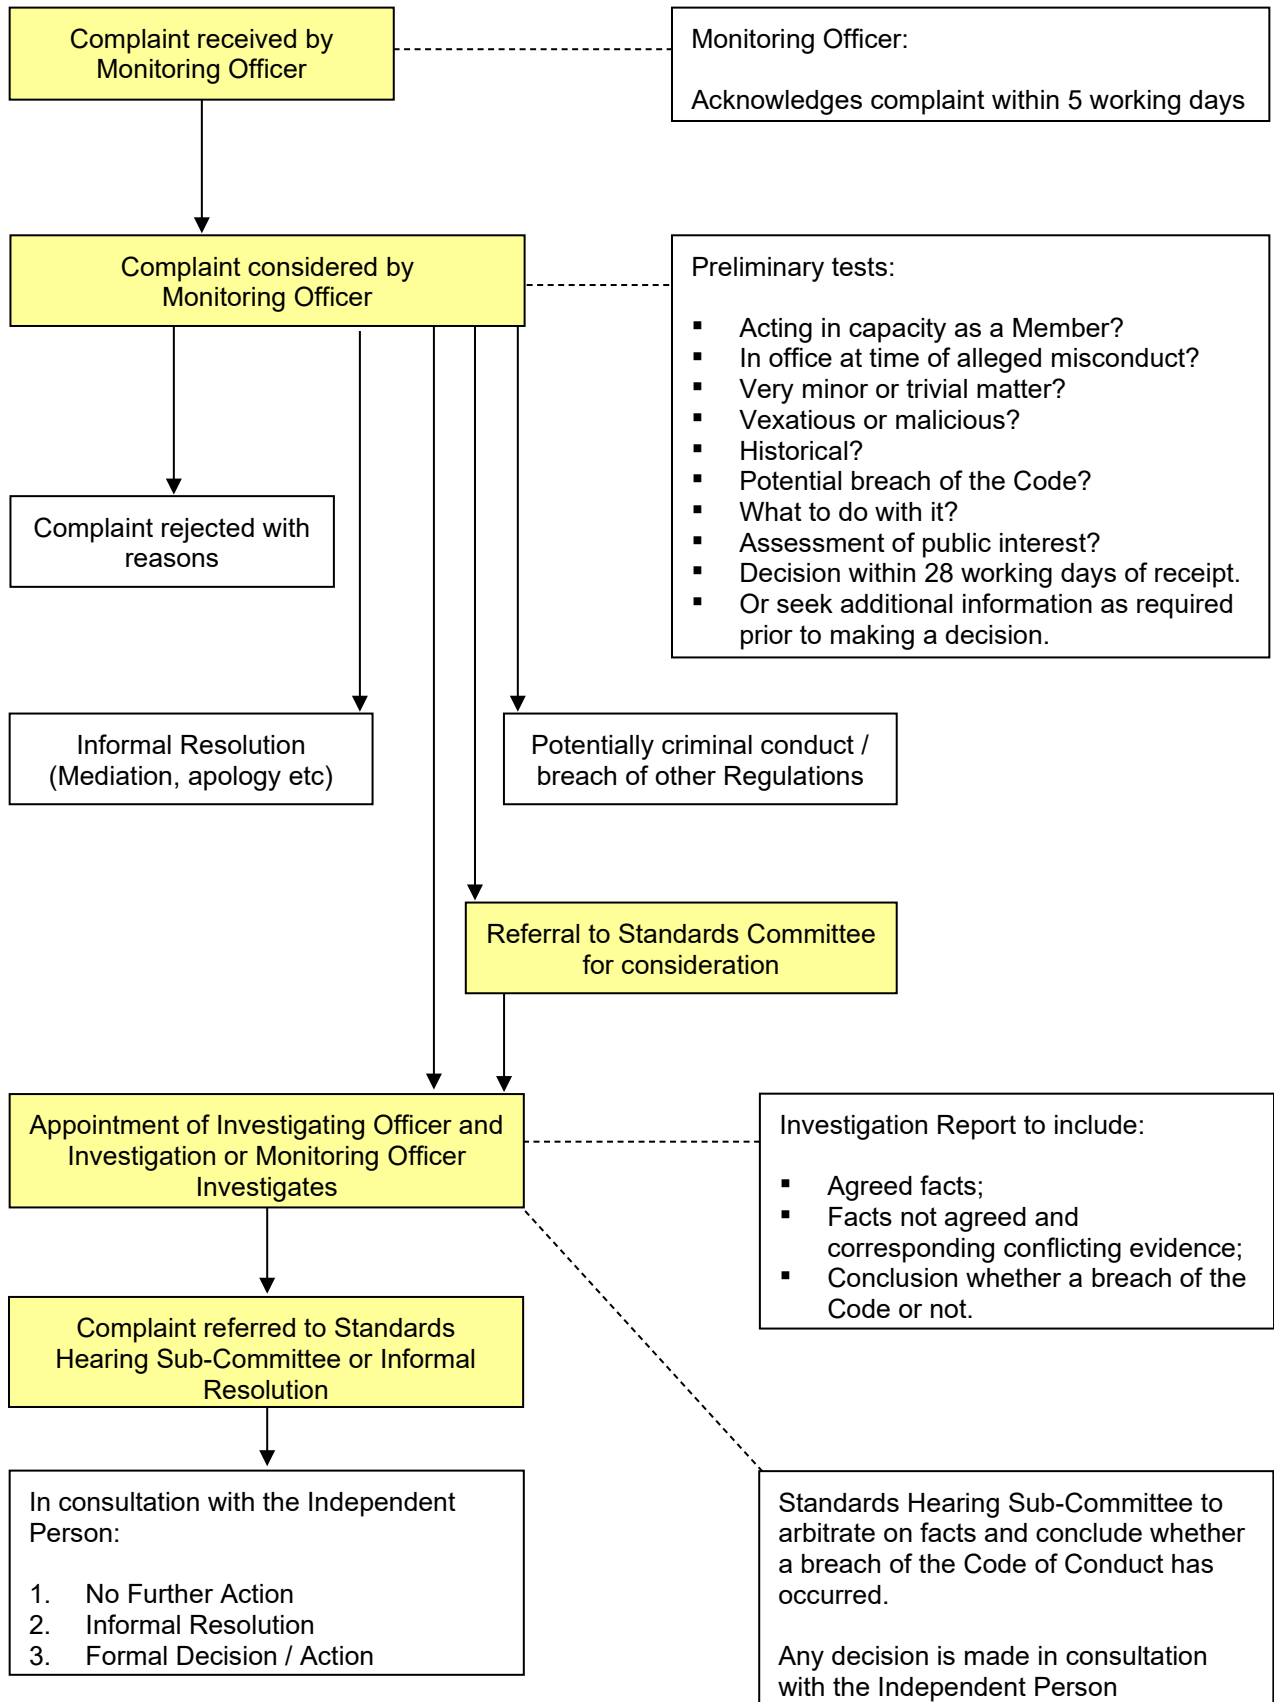 Complaint received by
Monitoring Officer
Monitoring Officer:
Acknowledges complaint within 5 working days
Complaint considered by
Monitoring Officer
Preliminary tests:
▪ Acting in capacity as a Member?
▪ In office at time of alleged misconduct?
▪ Very minor or trivial matter?
▪ Vexatious or malicious?
▪ Historical?
▪ Potential breach of the Code?
▪ What to do with it?
▪ Assessment of public interest?
▪ Decision within 28 working days of receipt.
▪ Or seek additional information as required
prior to making a decision.
Complaint rejected with
reasons
Informal Resolution
(Mediation, apology etc)
Potentially criminal conduct /
breach of other Regulations
Referral to Standards Committee
for consideration
Appointment of Investigating Officer and
Investigation or Monitoring Officer
Investigates
Investigation Report to include:
▪ Agreed facts;
▪ Facts not agreed and
corresponding conflicting evidence;
▪ Conclusion whether a breach of the
Code or not.
Complaint referred to Standards
Hearing Sub-Committee or Informal
Resolution
In consultation with the Independent
Person:
1. No Further Action
2. Informal Resolution
3. Formal Decision / Action
Standards Hearing Sub-Committee to
arbitrate on facts and conclude whether
a breach of the Code of Conduct has
occurred.
Any decision is made in consultation
with the Independent Person